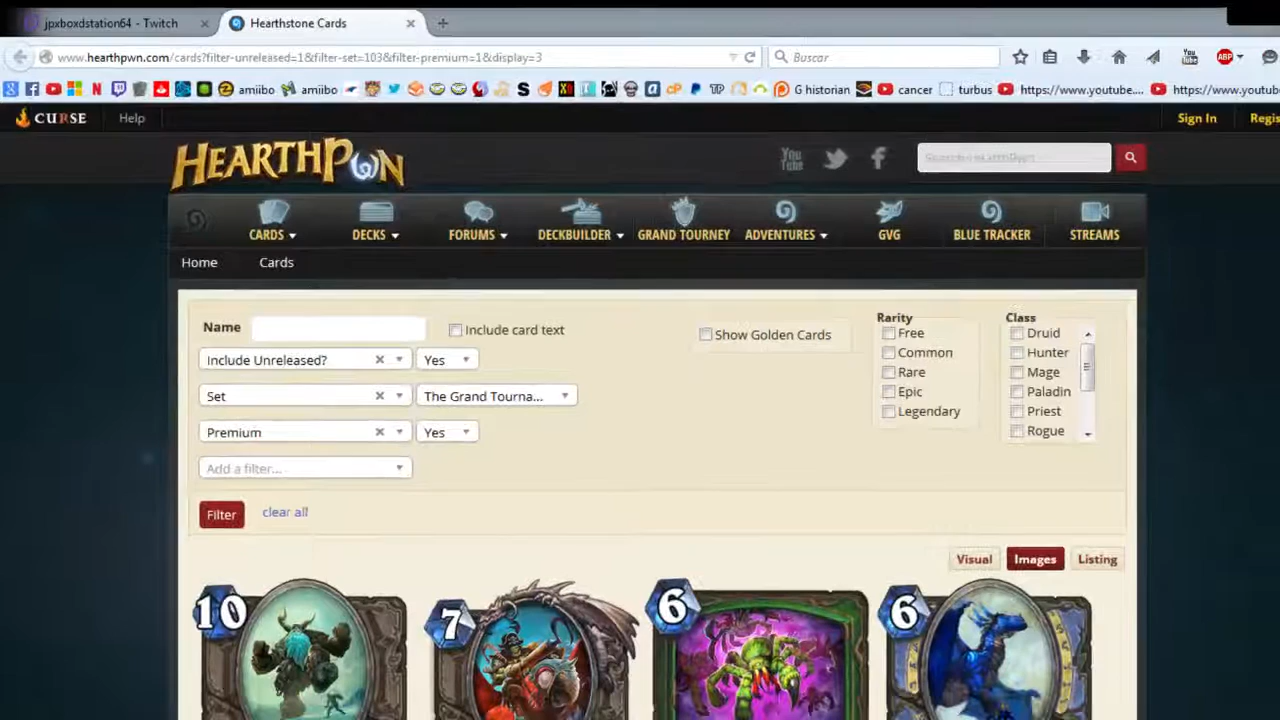 jpxboxdstation64 - Twitch
Hearthstone Cards
www.hearthpwn.com/cards?filter-unreleased=1&filter-set=103&filter-premium=1&display=3
Buscar
amiibo
amiibo
G historian
cancer
turbus
https://www.youtube....
https://www.youtube
CURSE
Help
Sign In
Regis
HEARTHPWN
You Tube
CARDS
DECKS
FORUMS
DECKBUILDER
GRAND TOURNEY
ADVENTURES
GVG
BLUE TRACKER
STREAMS
Home
Cards
Name
Include card text
Show Golden Cards
Rarity
Free
Common
Rare
Epic
Legendary
Class
Druid
Hunter
Mage
Paladin
Priest
Rogue
Include Unreleased?
Yes
Set
The Grand Tourna...
Premium
Yes
Add a filter...
Filter
clear all
Visual
Images
Listing
10
7
6
6